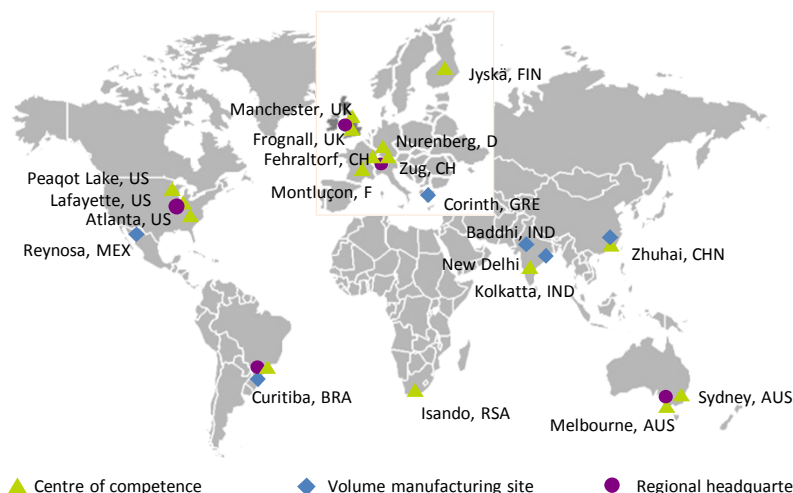 Jyskä, FIN
Manchester, UK
Frognall, UK
Nurenberg, D
Fehraltorf, CH
Zug, CH
Montluçon, F
Corinth, GRE
Peaqot Lake, US
Lafayette, US
Atlanta, US
Reynosa, MEX
Baddhi, IND
New Delhi
Kolkatta, IND
Zhuhai, CHN
Curitiba, BRA
Isando, RSA
Sydney, AUS
Melbourne, AUS
Centre of competence
Volume manufacturing site
Regional headquarte